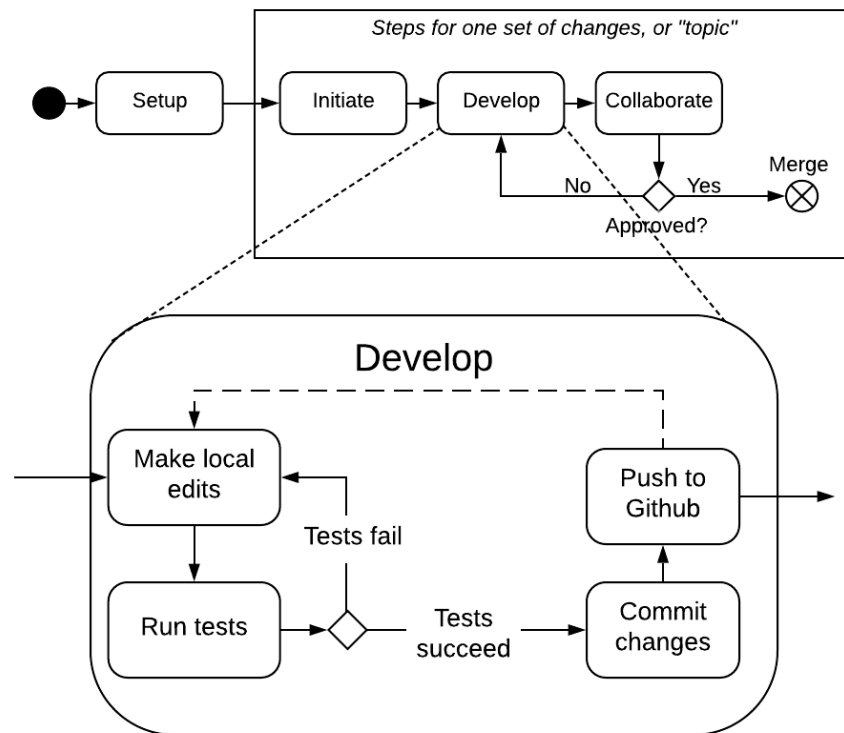 Steps for one set of changes, or "topic"
Setup
Initiate
Develop
Collaborate
Merge
No
Yes
Approved?
Develop
Make local
edits
Push to
Github
Tests fail
Run tests
Tests
succeed
Commit
changes